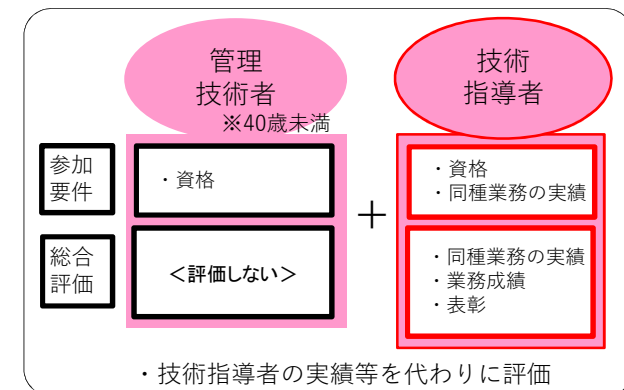 管理
技術者
※40歳未満
技術
指導者
参加
要件
・資格
＋
・資格
・同種業務の実績
総合
評価
＜評価しない＞
・同種業務の実績
・業務成績
・表彰
・技術指導者の実績等を代わりに評価